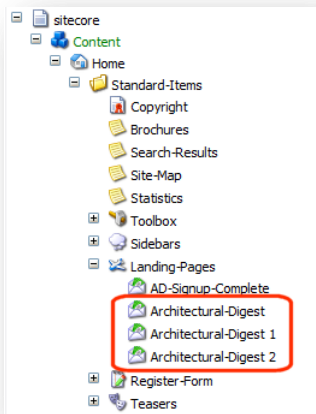 sitecore
Content
Home
Standard-Items
Copyright
Brochures
Search-Results
Site-Map
Statistics
Toolbox
Sidebars
Landing-Pages
AD-Signup-Complete
Architectural-Digest
Architectural-Digest 1
Architectural-Digest 2
Register-Form
Teasers